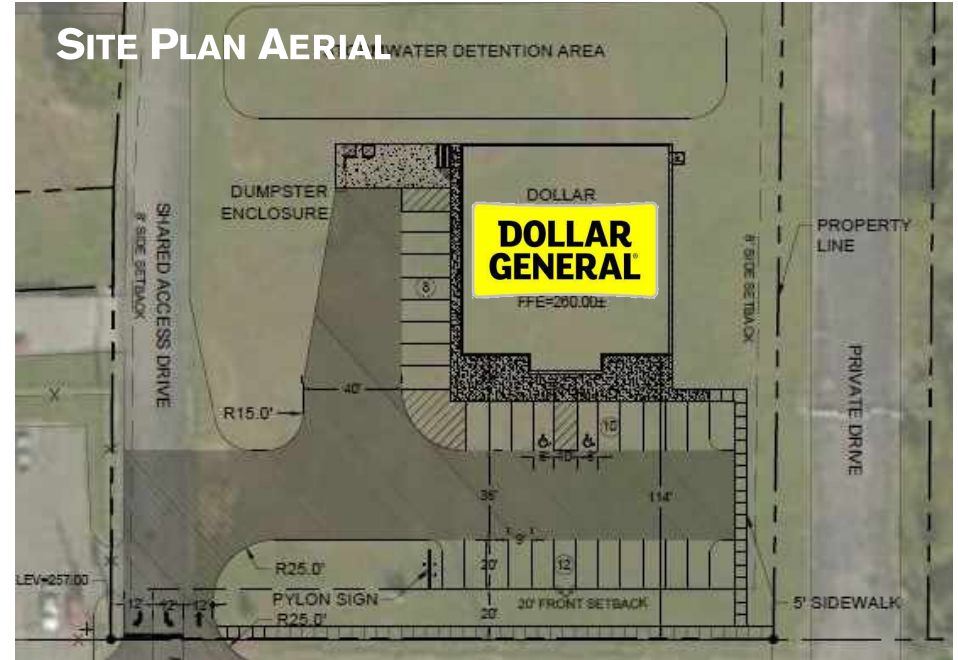 SITE PLAN AERIAL
WATER DETENTION AREA
DUMPSTER
ENCLOSURE
DOLLAR
DOLLAR
GENERAL®
FFE=260.00±
PROPERTY
LINE
8' SIDE SETBACK
SHARED ACCESS DRIVE
8' SIDE SETBACK
PRIVATE DRIVE
8
40'
R15.0'
10
36'
114'
9'
R25.0'
20'
12
LEV=257.00
PYLON SIGN
20' FRONT SETBACK
5' SIDEWALK
12' 12' 12'
R25.0'
20'